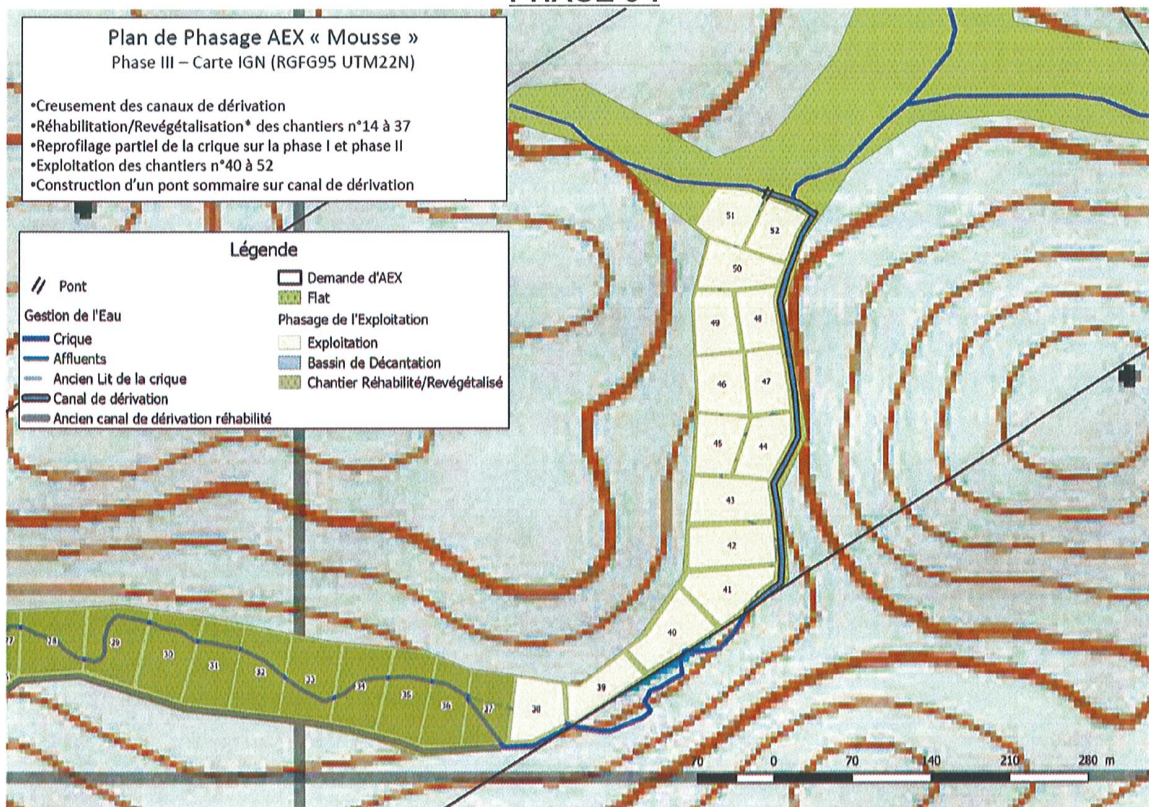 Plan de Phasage AEX « Mousse »
Phase III – Carte IGN (RGFG95 UTM22N)
•Creusement des canaux de dérivation
•Réhabilitation/Revégétalisation* des chantiers n°14 à 37
•Reprofilage partiel de la crique sur la phase I et phase II
•Exploitation des chantiers n°40 à 52
•Construction d'un pont sommaire sur canal de dérivation
Légende
Pont
Gestion de l'Eau
Crique
Affluents
Ancien Lit de la crique
Canal de dérivation
Ancien canal de dérivation réhabilité
Demande d'AEX
Flat
Phasage de l'Exploitation
Exploitation
Bassin de Décantation
Chantier Réhabilité/Revégétalisé
51
52
50
49
48
46
47
45
44
43
42
41
40
39
38
27
28
29
30
31
32
33
34
35
36
37
70 0 70 140 210 280 m